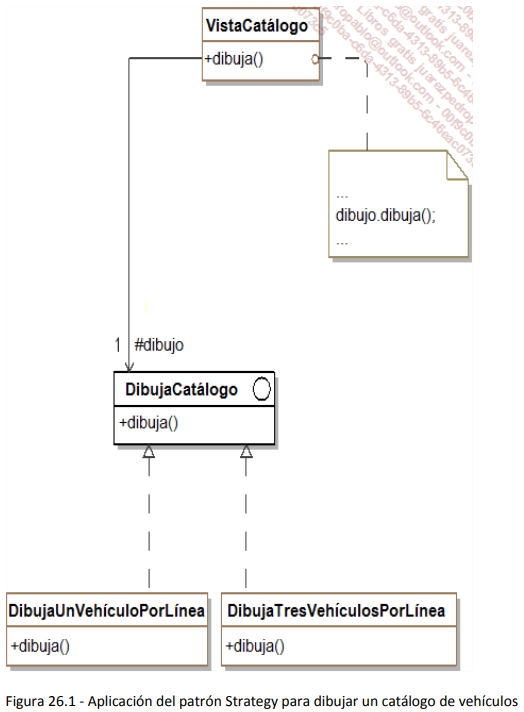 VistaCatálogo
+dibuja()
...
dibujo.dibuja();
...
1 #dibujo
DibujaCatálogo
+dibuja()
DibujaUnVehículoPorLínea
+dibuja()
DibujaTresVehículosPorLínea
+dibuja()
Figura 26.1 - Aplicación del patrón Strategy para dibujar un catálogo de vehículos